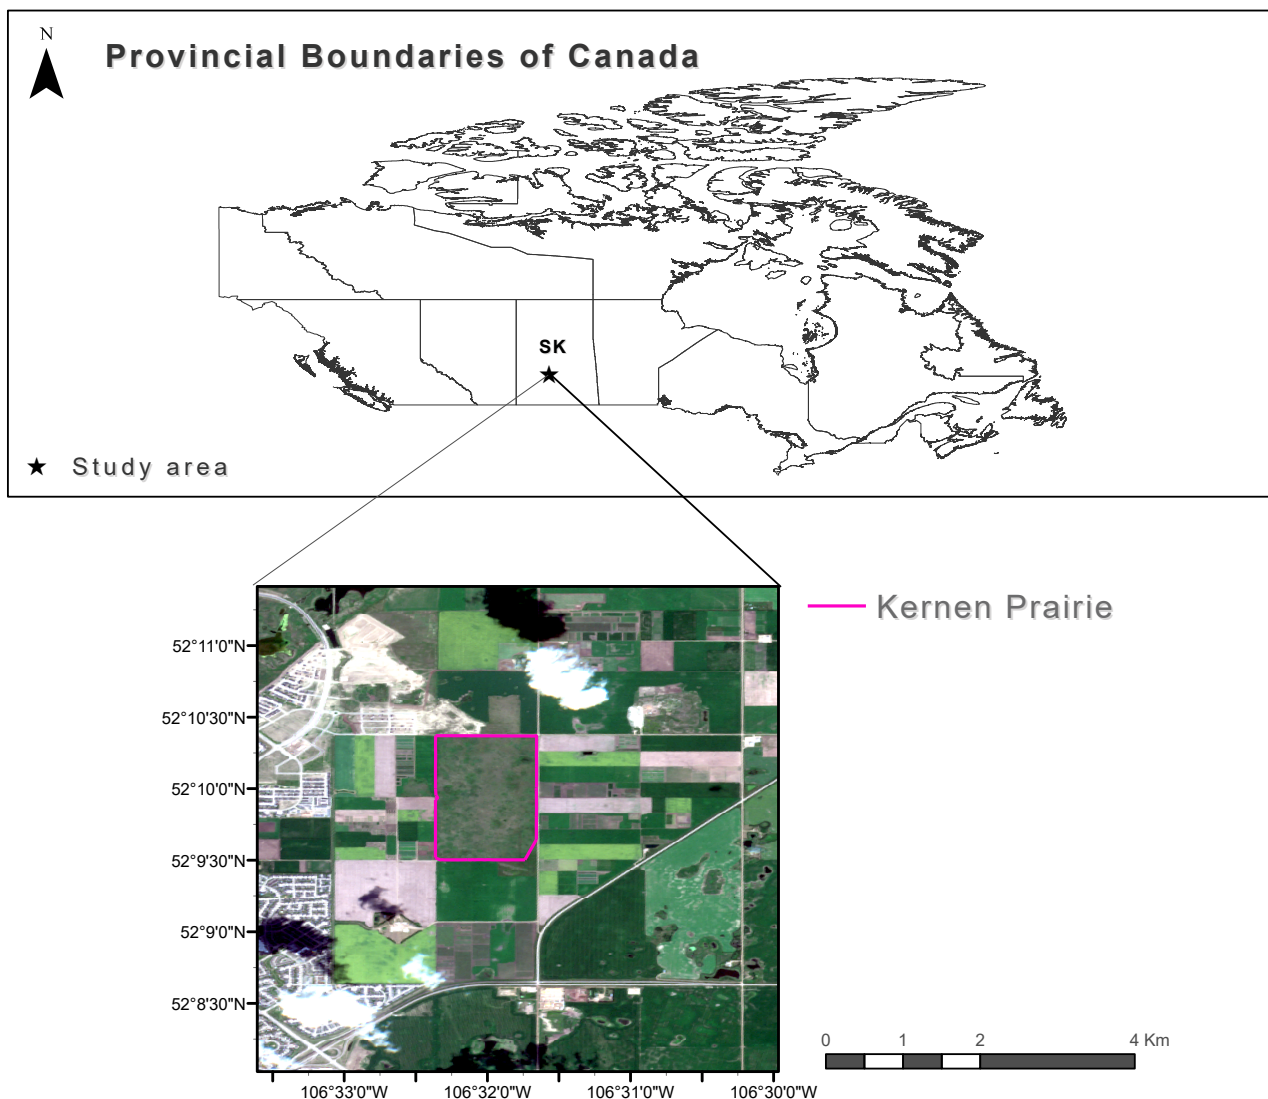 N
Provincial Boundaries of Canada
SK
Study area
Kernen Prairie
52°11'0"N
52°10'30"N
52°10'0"N
52°9'30"N
52°9'0"N
52°8'30"N
106°33'0"W 106°32'0"W 106°31'0"W 106°30'0"W
0 1 2 4 Km